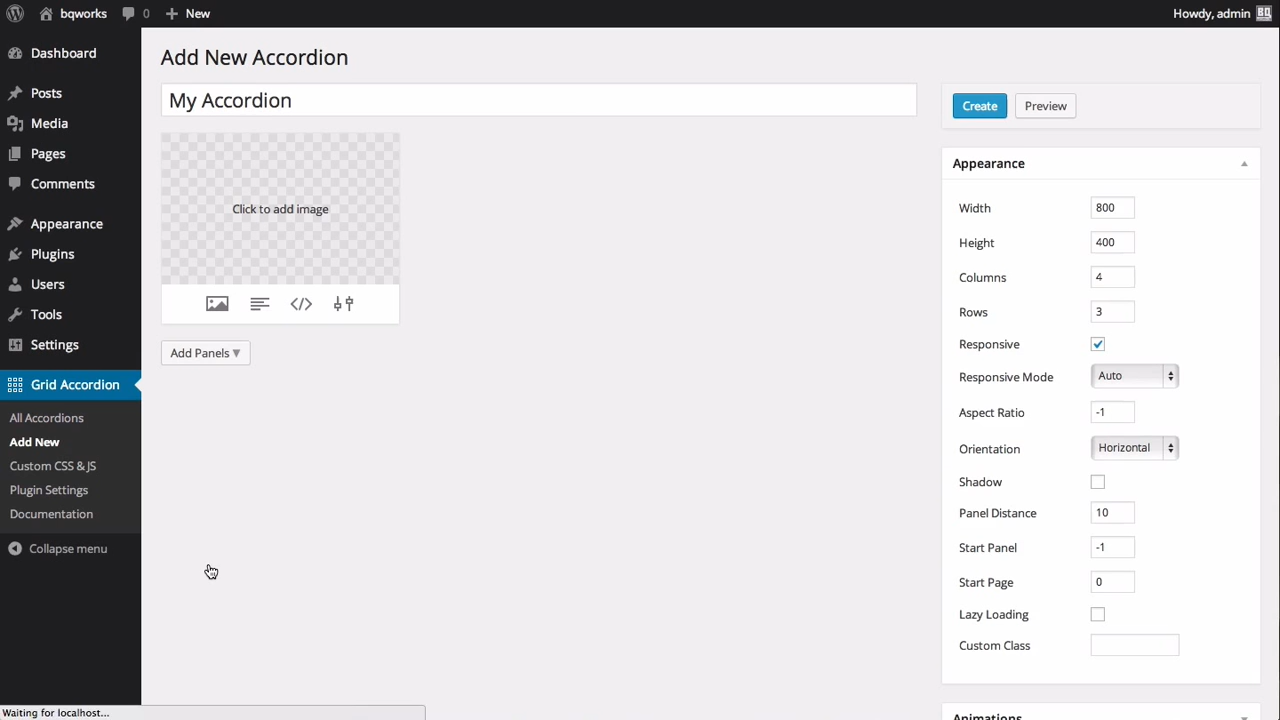 bqworks
0
New
Howdy, admin
Dashboard
Posts
Media
Pages
Comments
Appearance
Plugins
Users
Tools
Settings
Grid Accordion
All Accordions
Add New
Custom CSS & JS
Plugin Settings
Documentation
Collapse menu
Add New Accordion
My Accordion
Click to add image
Add Panels
Create
Preview
Appearance
Width 800
Height 400
Columns 4
Rows 3
Responsive
Responsive Mode Auto
Aspect Ratio -1
Orientation Horizontal
Shadow
Panel Distance 10
Start Panel -1
Start Page 0
Lazy Loading
Custom Class
Animations
Waiting for localhost...